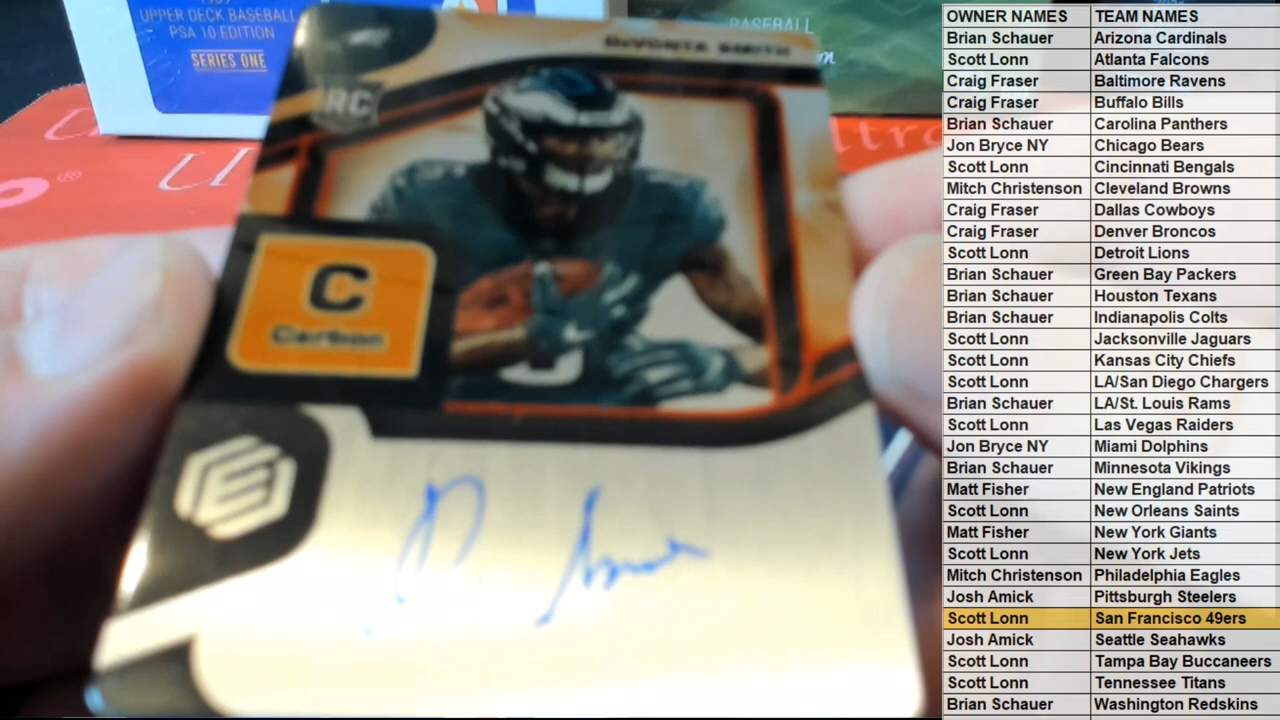 1989
UPPER DECK BASEBALL
PSA 10 EDITION
SERIES ONE
BASEBALL
DeVONTA SMITH
RC
C
Carbon
E
OWNER NAMES TEAM NAMES
Brian Schauer Arizona Cardinals
Scott Lonn Atlanta Falcons
Craig Fraser Baltimore Ravens
Craig Fraser Buffalo Bills
Brian Schauer Carolina Panthers
Jon Bryce NY Chicago Bears
Scott Lonn Cincinnati Bengals
Mitch Christenson Cleveland Browns
Craig Fraser Dallas Cowboys
Craig Fraser Denver Broncos
Scott Lonn Detroit Lions
Brian Schauer Green Bay Packers
Brian Schauer Houston Texans
Brian Schauer Indianapolis Colts
Scott Lonn Jacksonville Jaguars
Scott Lonn Kansas City Chiefs
Scott Lonn LA/San Diego Chargers
Brian Schauer LA/St. Louis Rams
Scott Lonn Las Vegas Raiders
Jon Bryce NY Miami Dolphins
Brian Schauer Minnesota Vikings
Matt Fisher New England Patriots
Scott Lonn New Orleans Saints
Matt Fisher New York Giants
Scott Lonn New York Jets
Mitch Christenson Philadelphia Eagles
Josh Amick Pittsburgh Steelers
Scott Lonn San Francisco 49ers
Josh Amick Seattle Seahawks
Scott Lonn Tampa Bay Buccaneers
Scott Lonn Tennessee Titans
Brian Schauer Washington Redskins